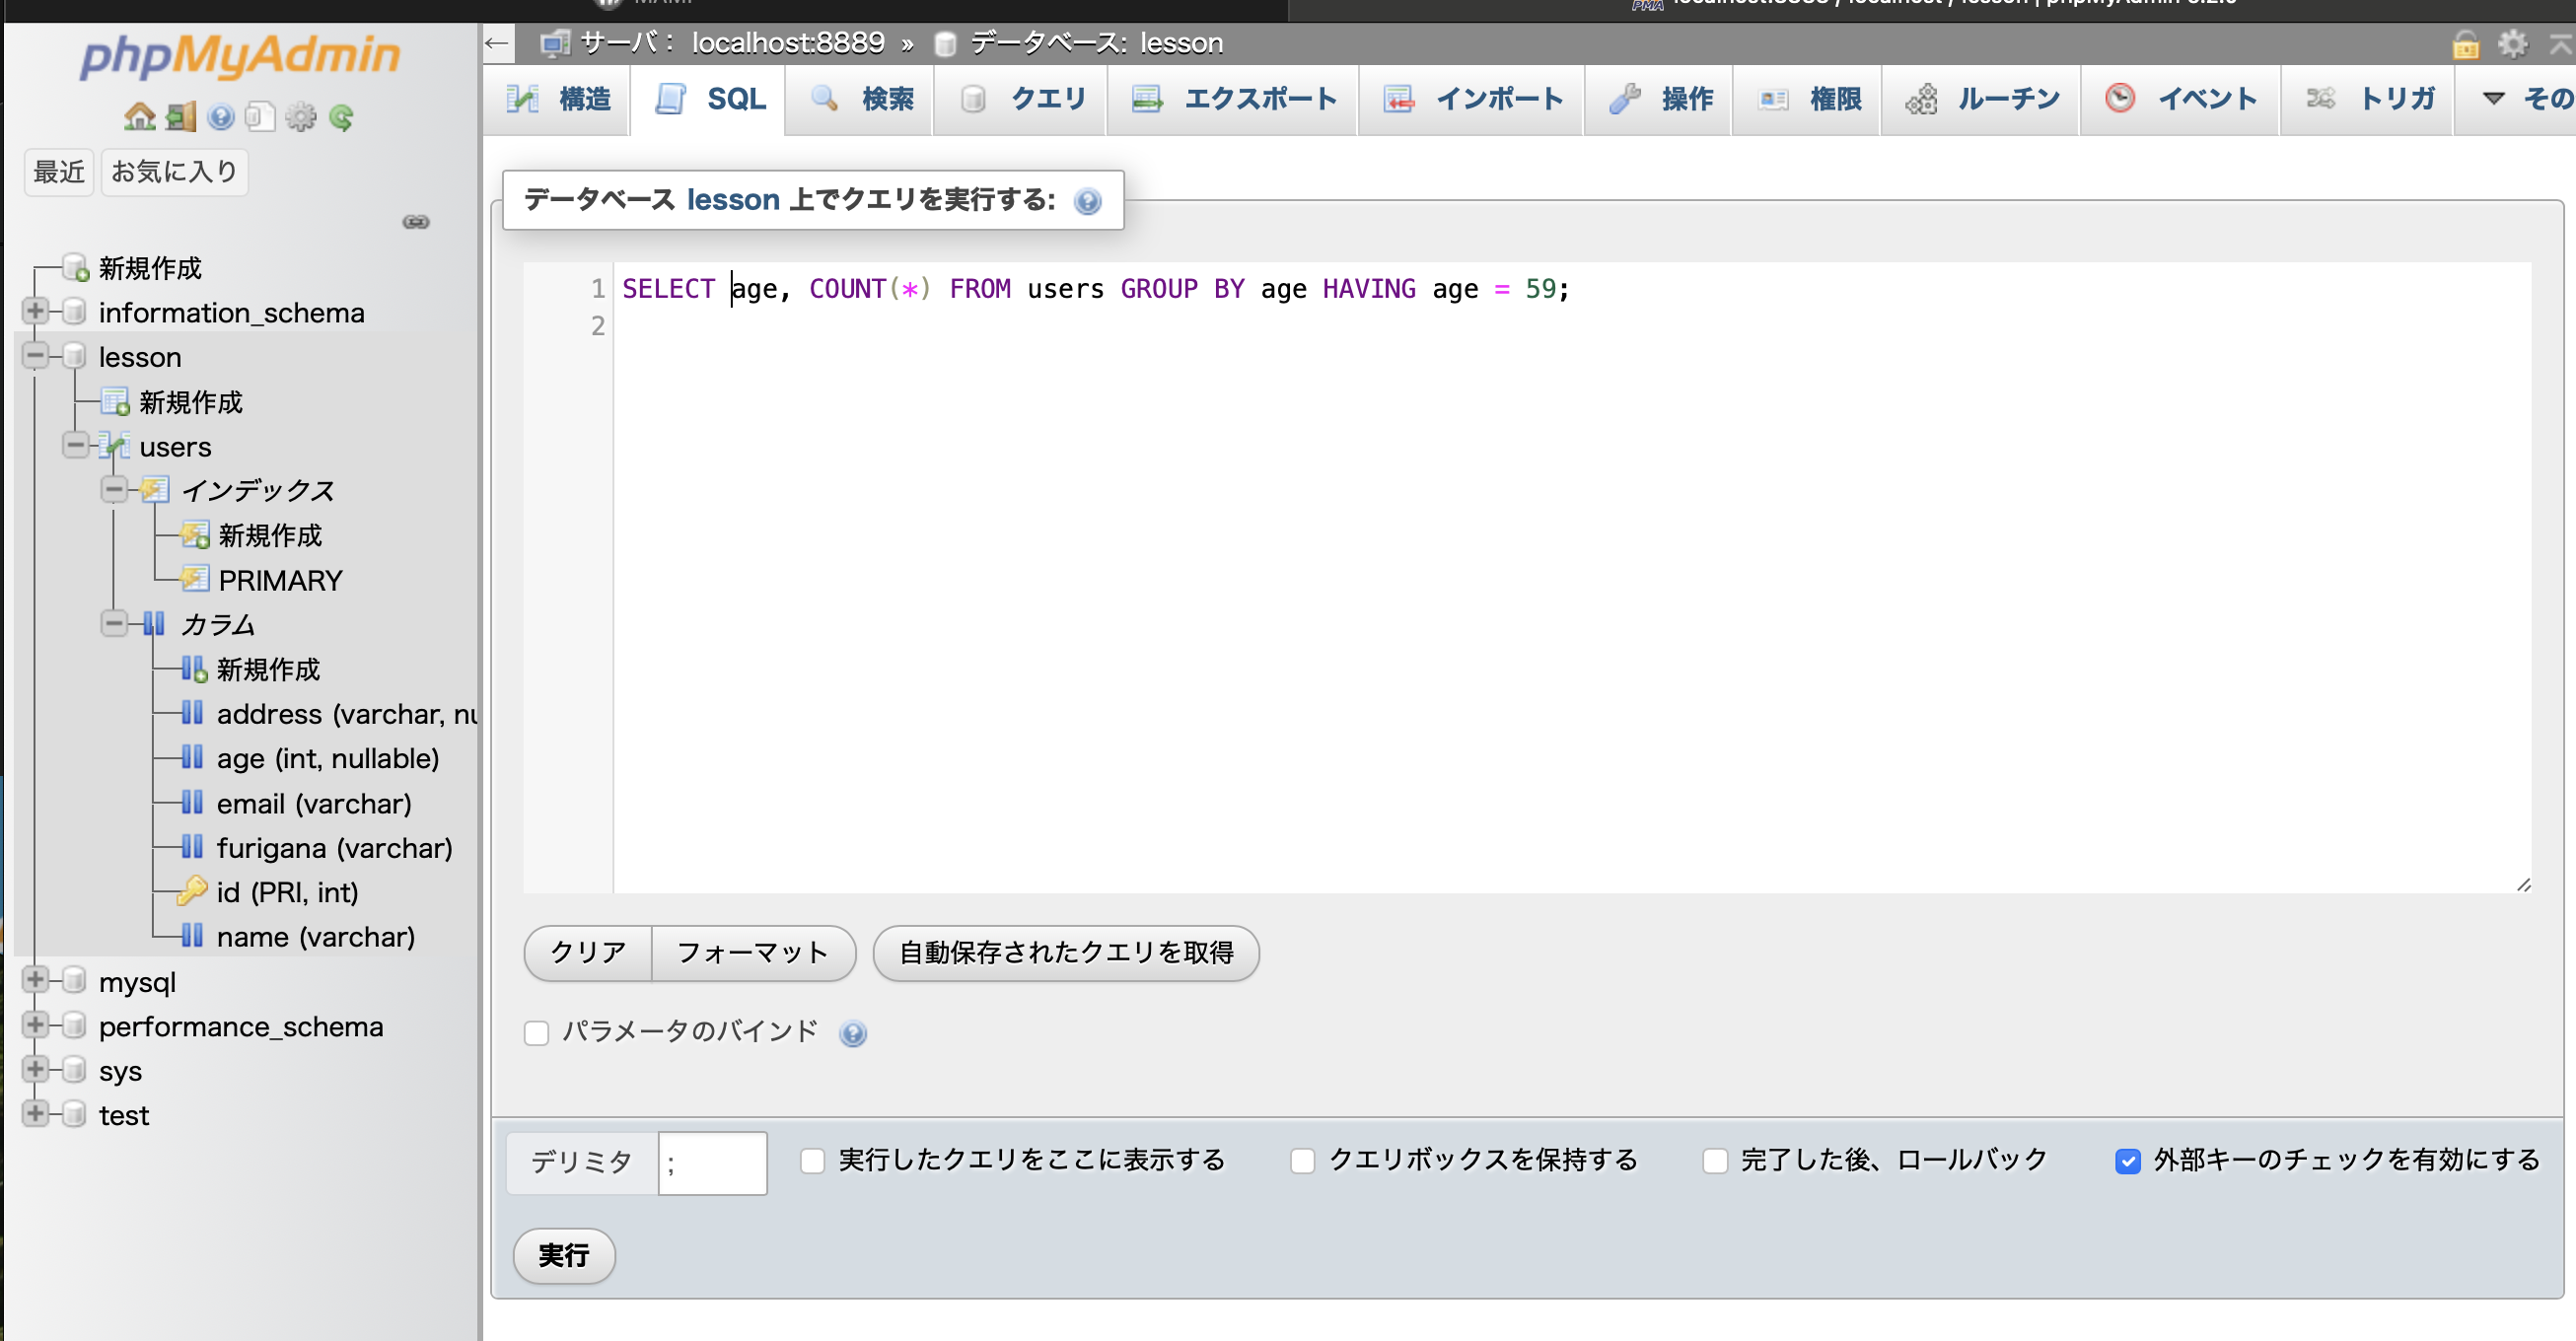 phpMyAdmin
最近 お気に入り
新規作成
information_schema
lesson
新規作成
users
インデックス
新規作成
PRIMARY
カラム
新規作成
address (varchar, nu
age (int, nullable)
email (varchar)
furigana (varchar)
id (PRI, int)
name (varchar)
mysql
performance_schema
sys
test
サーバ： localhost:8889 » データベース: lesson
構造 SQL 検索 クエリ エクスポート インポート 操作 権限 ルーチン イベント トリガ その
データベース lesson 上でクエリを実行する:
1 SELECT age, COUNT(*) FROM users GROUP BY age HAVING age = 59;
2
クリア フォーマット 自動保存されたクエリを取得
パラメータのバインド
デリミタ ; 実行したクエリをここに表示する クエリボックスを保持する 完了した後、ロールバック 外部キーのチェックを有効にする
実行